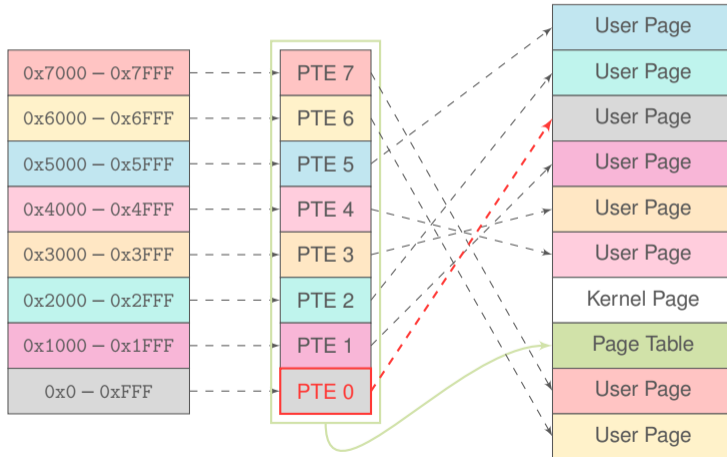 0x7000 – 0x7FFF
0x6000 – 0x6FFF
0x5000 – 0x5FFF
0x4000 – 0x4FFF
0x3000 – 0x3FFF
0x2000 – 0x2FFF
0x1000 – 0x1FFF
0x0 – 0xFFF
PTE 7
PTE 6
PTE 5
PTE 4
PTE 3
PTE 2
PTE 1
PTE 0
User Page
User Page
User Page
User Page
User Page
User Page
Kernel Page
Page Table
User Page
User Page